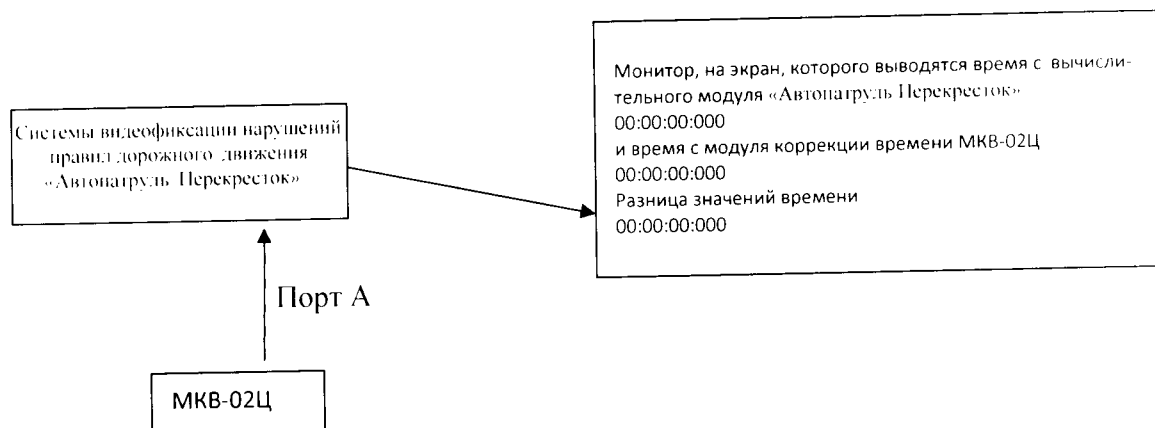 Системы видеофиксации нарушений
правил дорожного движения
«Автопатруль Перекресток»
Монитор, на экран, которого выводятся время с вычисли-
тельного модуля «Автопатруль Перекресток»
00:00:00:000
и время с модуля коррекции времени МКВ-02Ц
00:00:00:000
Разница значений времени
00:00:00:000
Порт А
МКВ-02Ц